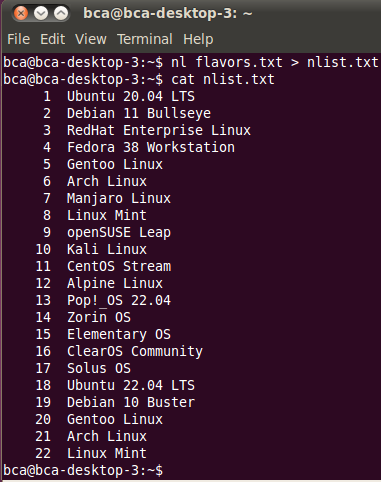 bca@bca-desktop-3: ~
File Edit View Terminal Help
bca@bca-desktop-3:~$ nl flavors.txt > nlist.txt
bca@bca-desktop-3:~$ cat nlist.txt
     1  Ubuntu 20.04 LTS
     2  Debian 11 Bullseye
     3  RedHat Enterprise Linux
     4  Fedora 38 Workstation
     5  Gentoo Linux
     6  Arch Linux
     7  Manjaro Linux
     8  Linux Mint
     9  openSUSE Leap
    10  Kali Linux
    11  CentOS Stream
    12  Alpine Linux
    13  Pop!_OS 22.04
    14  Zorin OS
    15  Elementary OS
    16  ClearOS Community
    17  Solus OS
    18  Ubuntu 22.04 LTS
    19  Debian 10 Buster
    20  Gentoo Linux
    21  Arch Linux
    22  Linux Mint
bca@bca-desktop-3:~$